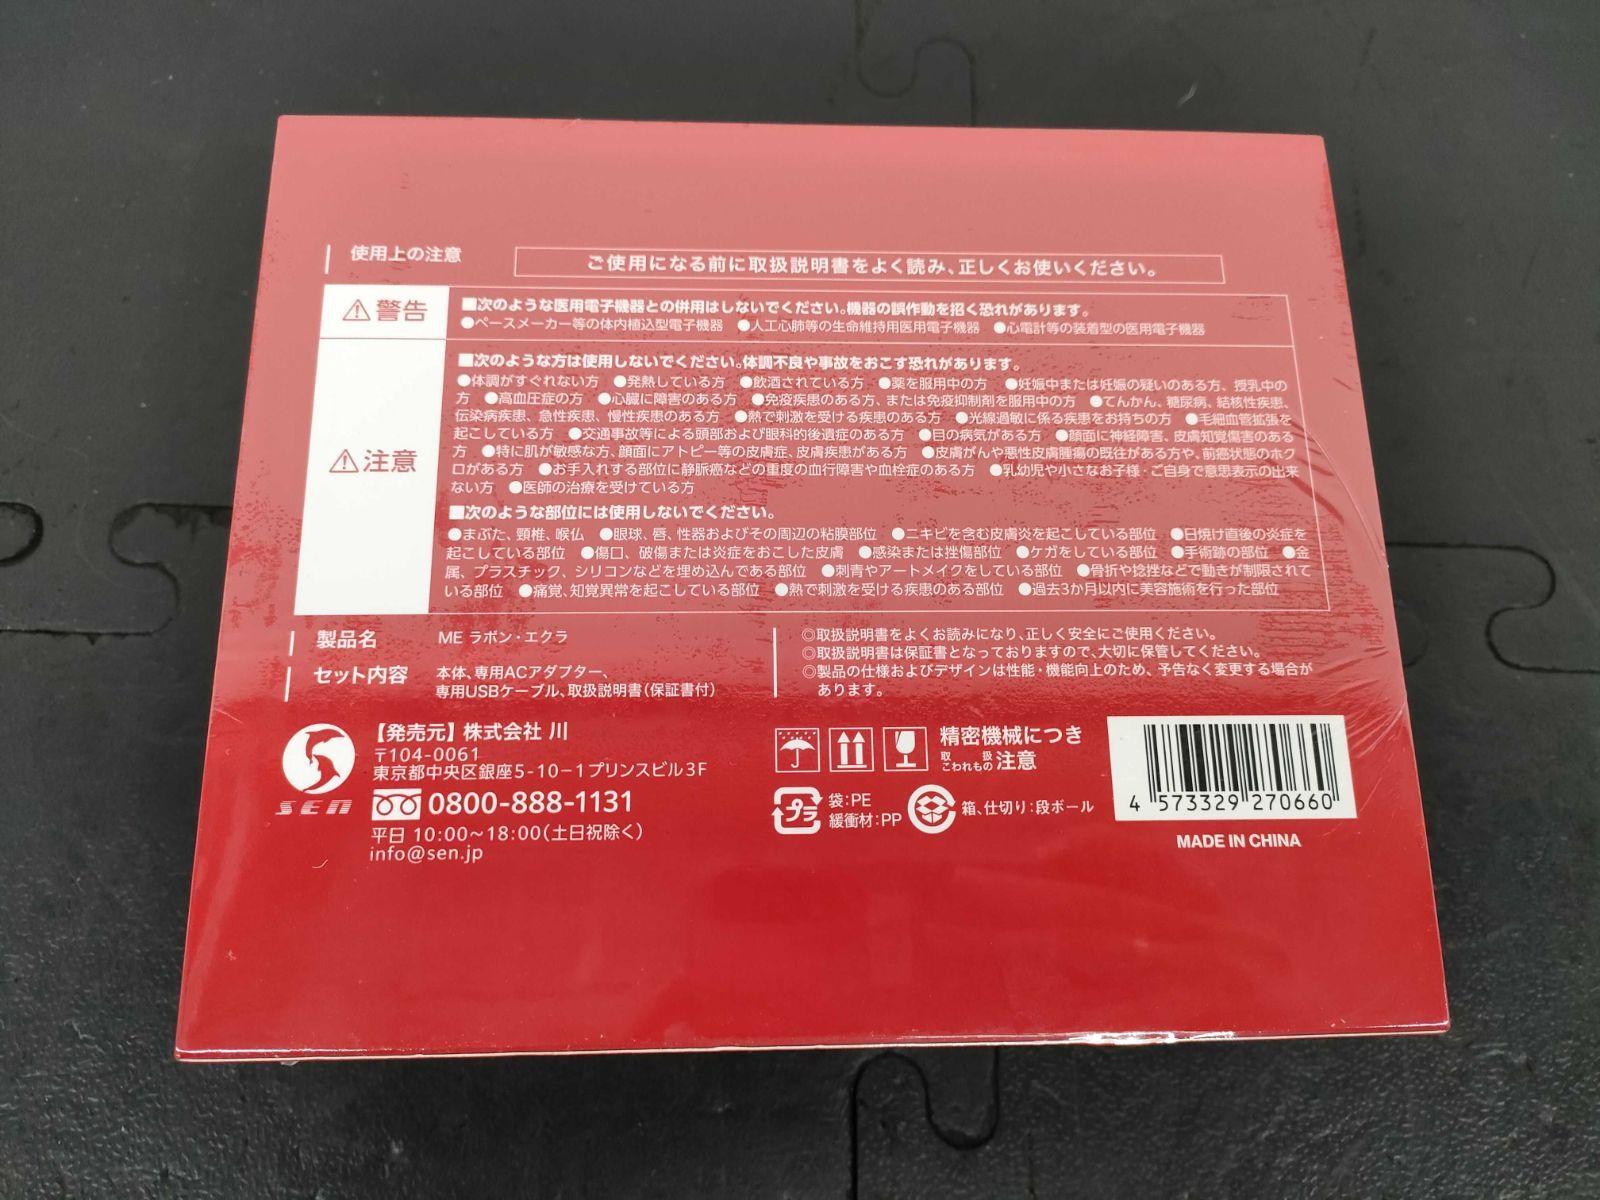 使用上の注意
ご使用になる前に取扱説明書をよく読み、正しくお使いください。
⚠警告
■次のような医用電子機器との併用はしないでください。機器の誤作動を招く恐れがあります。
●ペースメーカー等の体内植込型電子機器 ●人工心肺等の生命維持用医用電子機器 ●心電計等の装着型の医用電子機器
⚠注意
■次のような方は使用しないでください。体調不良や事故をおこす恐れがあります。
●体調がすぐれない方 ●発熱している方 ●飲酒されている方 ●薬を服用中の方 ●妊娠中または妊娠の疑いのある方、授乳中の
方 ●高血圧症の方 ●心臓に障害のある方 ●免疫疾患のある方、または免疫抑制剤を服用中の方 ●てんかん、糖尿病、結核性疾患、
伝染病疾患、急性疾患、慢性疾患のある方 ●熱で刺激を受ける疾患のある方 ●光線過敏に係る疾患をお持ちの方 ●毛細血管拡張を
起こしている方 ●交通事故等による頭部および眼科的後遺症のある方 ●目の病気がある方 ●顔面に神経障害、皮膚知覚傷害のある
方 ●特に肌が敏感な方、顔面にアトピー等の皮膚症、皮膚疾患がある方 ●皮膚がんや悪性皮膚腫瘍の既往がある方や、前癌状態のホク
ロがある方 ●お手入れする部位に静脈瘤などの重度の血行障害や血栓症のある方 ●乳幼児や小さなお子様・ご自身で意思表示の出来
ない方 ●医師の治療を受けている方
■次のような部位には使用しないでください。
●まぶた、頸椎、喉仏 ●眼球、唇、性器およびその周辺の粘膜部位 ●ニキビを含む皮膚炎を起こしている部位 ●日焼け直後の炎症を
起こしている部位 ●傷口、破傷または炎症をおこした皮膚 ●感染または挫傷部位 ●ケガをしている部位 ●手術跡の部位 ●金
属、プラスチック、シリコンなどを埋め込んである部位 ●刺青やアートメイクをしている部位 ●骨折や捻挫などで動きが制限されて
いる部位 ●痛覚、知覚異常を起こしている部位 ●熱で刺激を受ける疾患のある部位 ●過去3か月以内に美容施術を行った部位
製品名 ME ラボン・エクラ
セット内容 本体、専用ACアダプター、
専用USBケーブル、取扱説明書(保証書付)
◎取扱説明書をよくお読みになり、正しく安全にご使用ください。
◎取扱説明書は保証書となっておりますので、大切に保管してください。
◎製品の仕様およびデザインは性能・機能向上のため、予告なく変更する場合が
あります。
SEN
【発売元】株式会社 川
〒104-0061
東京都中央区銀座5-10-1プリンスビル3F
0800-888-1131
平日 10:00〜18:00(土日祝除く)
info@sen.jp
精密機械につき
取扱注意
こわれもの
プラ
袋:PE
緩衝材:PP
箱、仕切り:段ボール
4 573329 270660
MADE IN CHINA